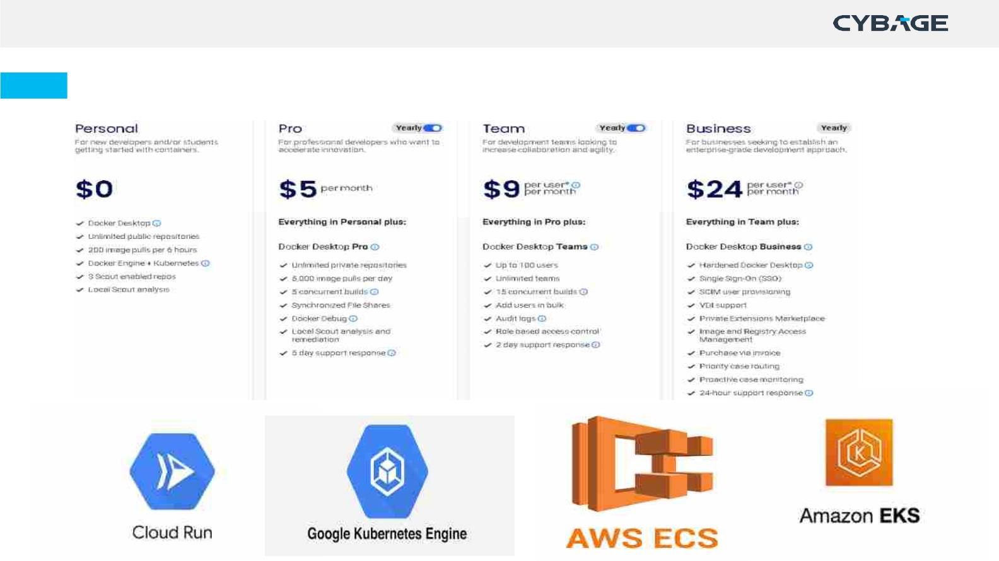 CYBAGE
Personal
For new developers and/or students
getting started with containers.
$0
Docker Desktop
Unlimited public repositories
200 image pulls per 6 hours
Docker Engine + Kubernetes
3 Scout enabled repos
Local Scout analysis
Pro
Yearly
For professional developers who want to
accelerate innovation.
$5 per month
Everything in Personal plus:
Docker Desktop Pro
Unlimited private repositories
5,000 image pulls per day
5 concurrent builds
Synchronized File Shares
Docker Debug
Local Scout analysis and
remediation
5 day support response
Team
Yearly
For development teams looking to
increase collaboration and agility.
$9 per user*
per month
Everything in Pro plus:
Docker Desktop Teams
Up to 100 users
Unlimited teams
15 concurrent builds
Add users in bulk
Audit logs
Role based access control
2 day support response
Business
Yearly
For businesses seeking to establish an
enterprise-grade development approach.
$24 per user*
per month
Everything in Team plus:
Docker Desktop Business
Hardened Docker Desktop
Single Sign-On (SSO)
SCIM user provisioning
VDI support
Private Extensions Marketplace
Image and Registry Access
Management
Purchase via invoice
Priority case routing
Proactive case monitoring
24-hour support response
Cloud Run
Google Kubernetes Engine
AWS ECS
K
Amazon EKS